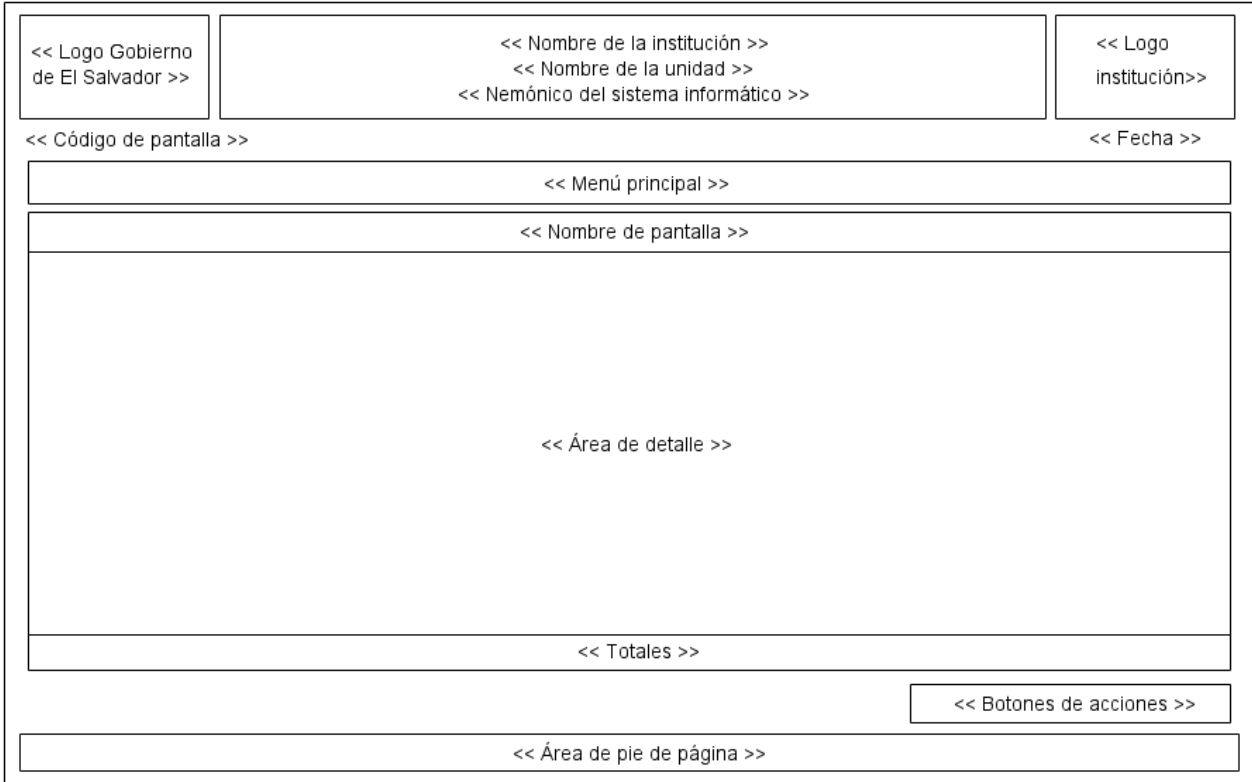 << Logo Gobierno
de El Salvador >>
<< Nombre de la institución >>
<< Nombre de la unidad >>
<< Nemónico del sistema informático >>
<< Logo
institución>>
<< Código de pantalla >>
<< Fecha >>
<< Menú principal >>
<< Nombre de pantalla >>
<< Área de detalle >>
<< Totales >>
<< Botones de acciones >>
<< Área de pie de página >>